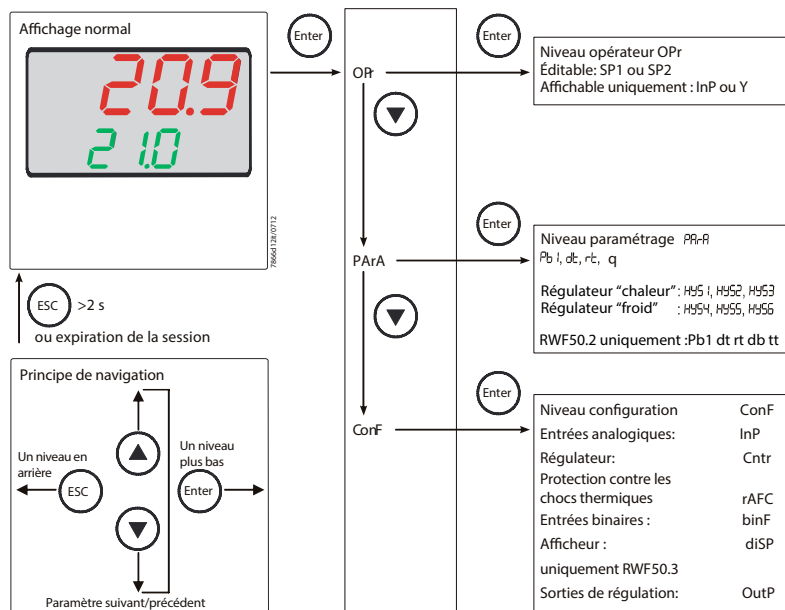 Affichage normal
20.9
21.0
7866d12lt/0712
Enter
OPr
Enter
Niveau opérateur OPr
Éditable: SP1 ou SP2
Affichable uniquement : InP ou Y
ESC >2 s
ou expiration de la session
PArA
Enter
Niveau paramétrage PArA
Pb1, dt, rt, q
Régulateur “chaleur”: HYS1, HYS2, HYS3
Régulateur “froid” : HYS4, HYS5, HYS6
RWF50.2 uniquement :Pb1 dt rt db tt
Principe de navigation
Un niveau en
arrière
ESC
Un niveau
plus bas
Enter
Paramètre suivant/précédent
ConF
Enter
Niveau configuration ConF
Entrées analogiques: InP
Régulateur: Cntr
Protection contre les
chocs thermiques rAFC
Entrées binaires : binF
Afficheur : diSP
uniquement RWF50.3
Sorties de régulation: OutP